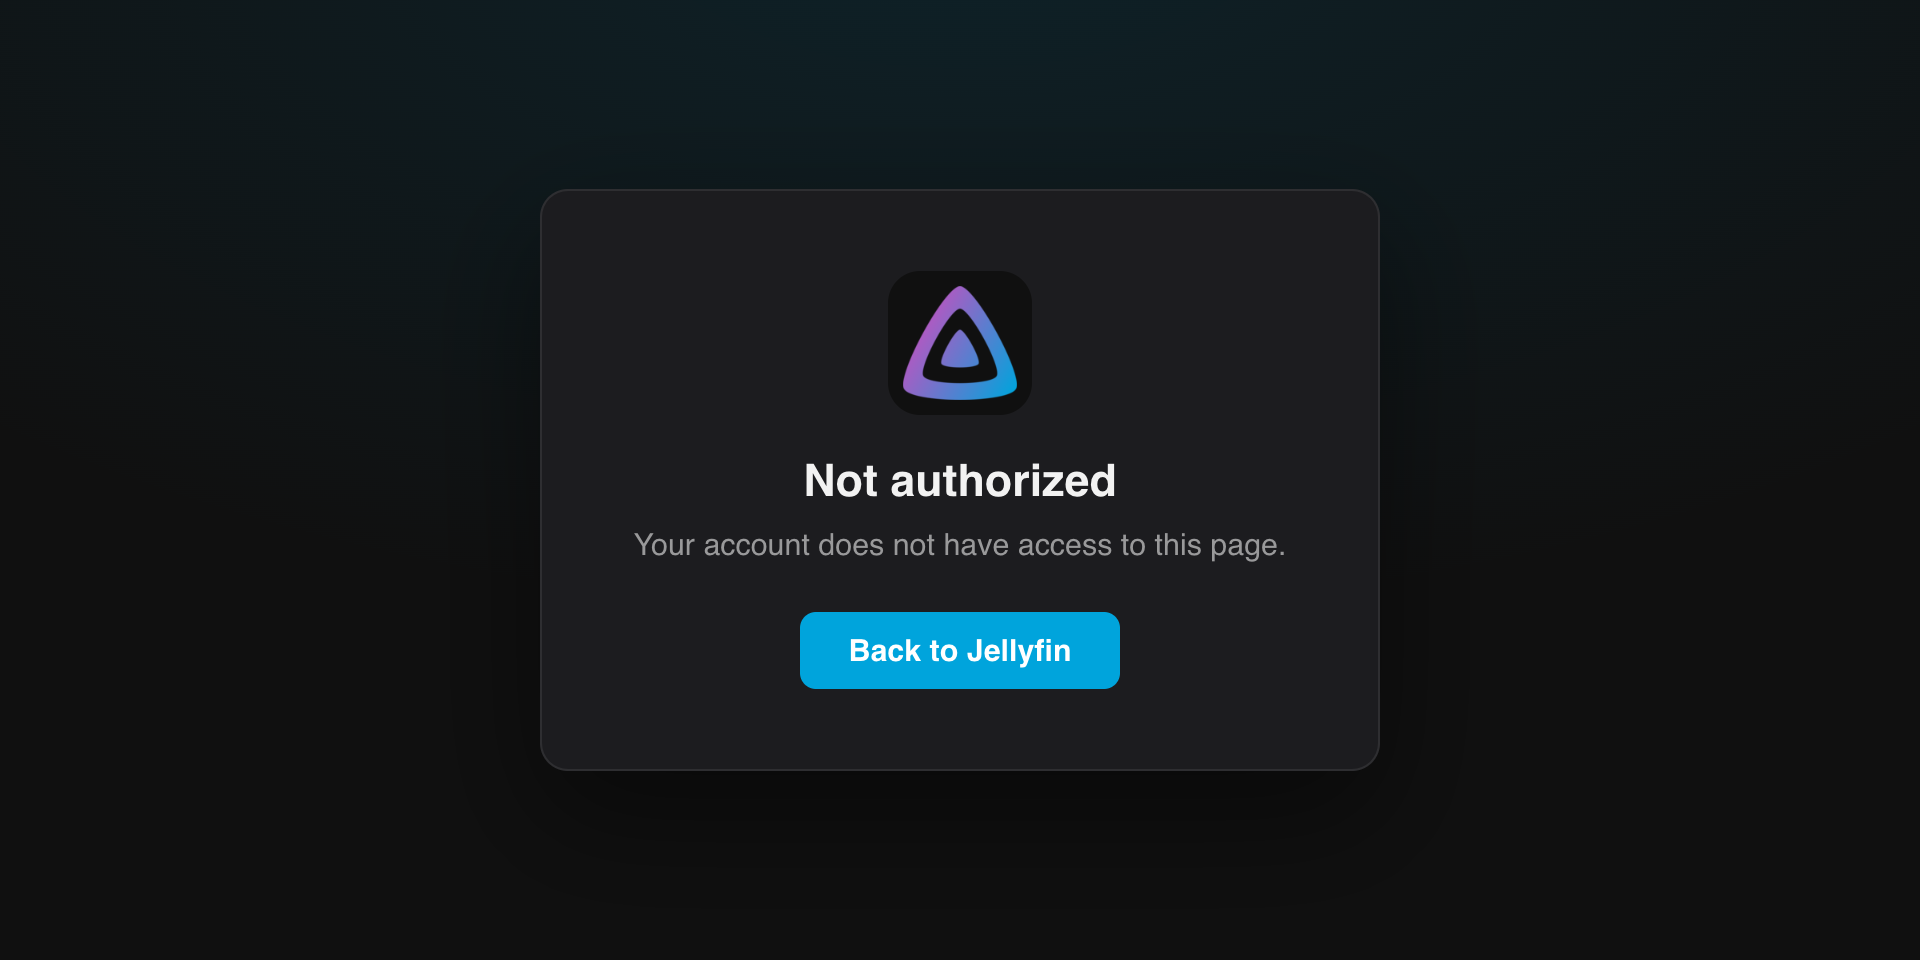 Not authorized
Your account does not have access to this page.
Back to Jellyfin